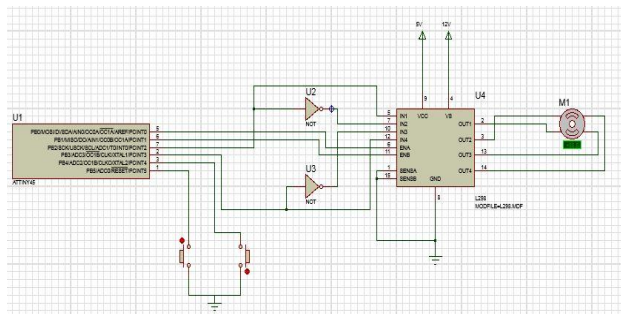 5V 12V
U1
U2
NOT
U3
NOT
U4
M1
PB0/MOSI/DI/SDA/AIN0/OC0A/OC1A/AREF/PCINT0 5
PB1/MISO/DO/AIN1/OC0B/OC1A/PCINT1 6
PB2/SCK/USCK/SCL/ADC1/T0/INT0/PCINT2 7
PB3/ADC3/OC1B/CLKI/XTAL1/PCINT3 2
PB4/ADC2/OC1B/CLKO/XTAL2/PCINT4 3
PB5/ADC0/RESET/PCINT5 1
ATTINY45
9 4
VCC VS
5 IN1
7 IN2
10 IN3
12 IN4
6 ENA
11 ENB
1 SENSA
15 SENSB
OUT1 2
OUT2 3
OUT3 13
OUT4 14
GND
8
L298
MODFILE=L298.MDF